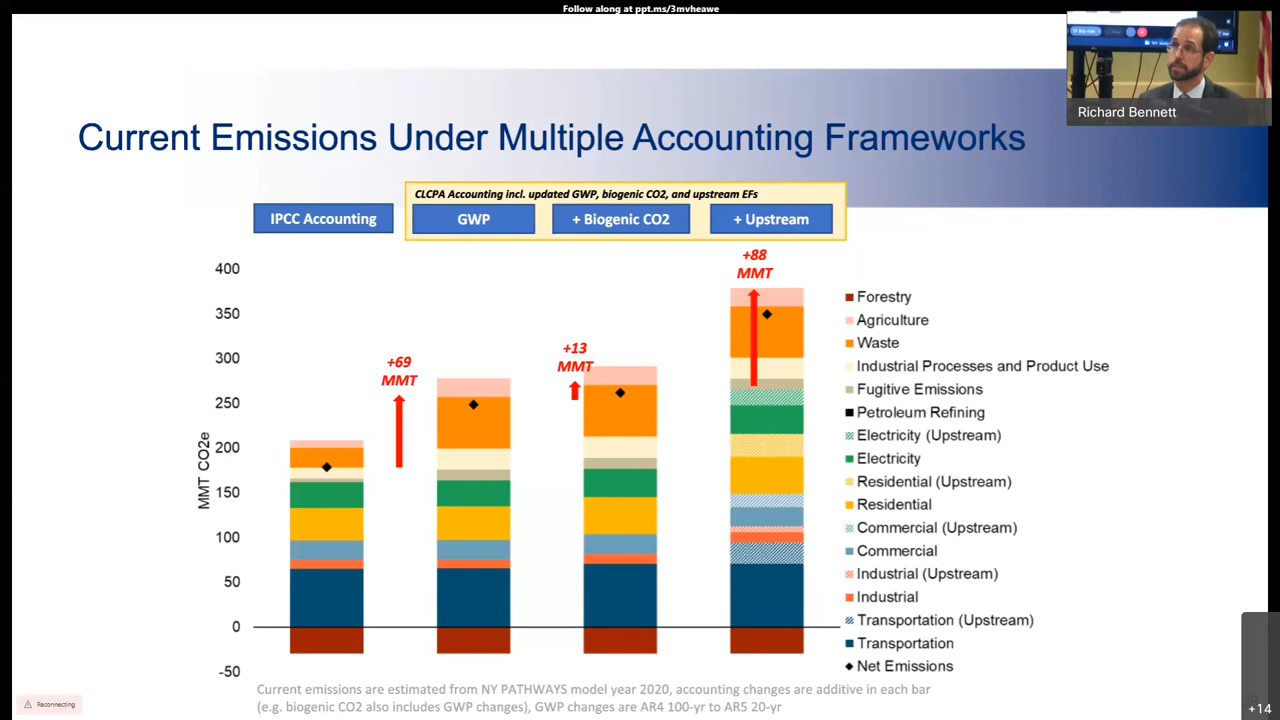 Follow along at ppt.ms/3mvheawe
Richard Bennett
Current Emissions Under Multiple Accounting Frameworks
CLCPA Accounting incl. updated GWP, biogenic CO2, and upstream EFs
IPCC Accounting
GWP
+ Biogenic CO2
+ Upstream
+69
MMT
+13
MMT
+88
MMT
MMT CO2e
400
350
300
250
200
150
100
50
0
-50
Forestry
Agriculture
Waste
Industrial Processes and Product Use
Fugitive Emissions
Petroleum Refining
Electricity (Upstream)
Electricity
Residential (Upstream)
Residential
Commercial (Upstream)
Commercial
Industrial (Upstream)
Industrial
Transportation (Upstream)
Transportation
Net Emissions
Current emissions are estimated from NY PATHWAYS model year 2020, accounting changes are additive in each bar
(e.g. biogenic CO2 also includes GWP changes), GWP changes are AR4 100-yr to AR5 20-yr
Reconnecting
+14